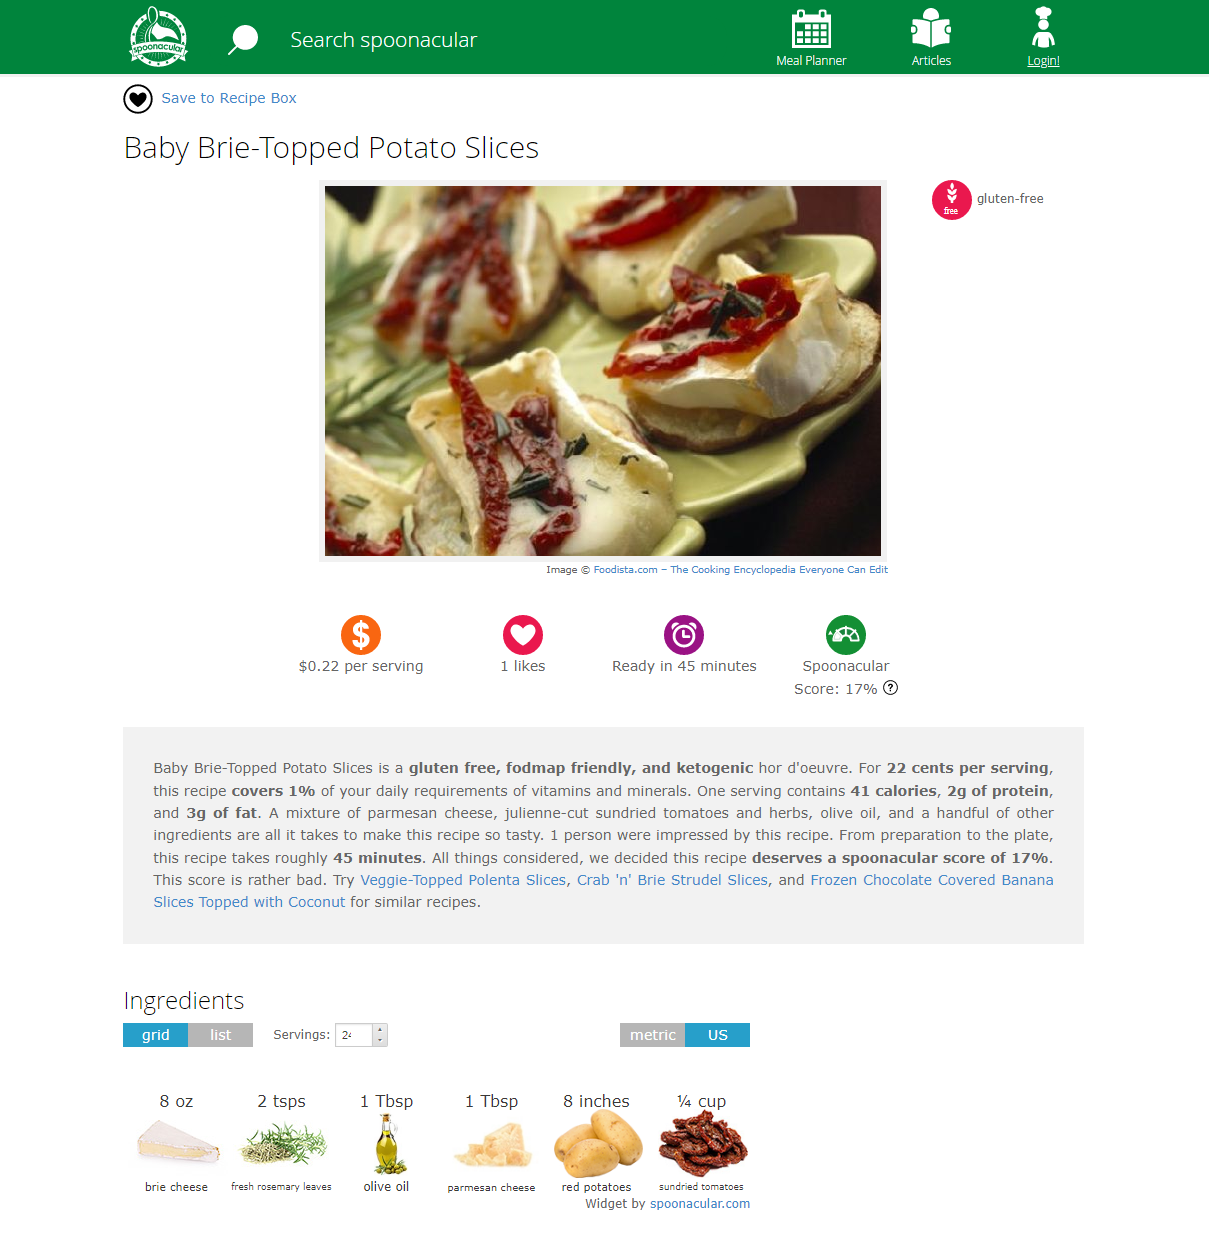 spoonacular
Search spoonacular
Meal Planner
Articles
Login!
Save to Recipe Box
Baby Brie-Topped Potato Slices
free
gluten-free
Image © Foodista.com – The Cooking Encyclopedia Everyone Can Edit
$0.22 per serving
1 likes
Ready in 45 minutes
Spoonacular
Score: 17% ?
Baby Brie-Topped Potato Slices is a gluten free, fodmap friendly, and ketogenic hor d'oeuvre. For 22 cents per serving,
this recipe covers 1% of your daily requirements of vitamins and minerals. One serving contains 41 calories, 2g of protein,
and 3g of fat. A mixture of parmesan cheese, julienne-cut sundried tomatoes and herbs, olive oil, and a handful of other
ingredients are all it takes to make this recipe so tasty. 1 person were impressed by this recipe. From preparation to the plate,
this recipe takes roughly 45 minutes. All things considered, we decided this recipe deserves a spoonacular score of 17%.
This score is rather bad. Try Veggie-Topped Polenta Slices, Crab 'n' Brie Strudel Slices, and Frozen Chocolate Covered Banana
Slices Topped with Coconut for similar recipes.
Ingredients
grid list Servings: 24 metric US
8 oz 2 tsps 1 Tbsp 1 Tbsp 8 inches ¼ cup
brie cheese fresh rosemary leaves olive oil parmesan cheese red potatoes sundried tomatoes
Widget by spoonacular.com